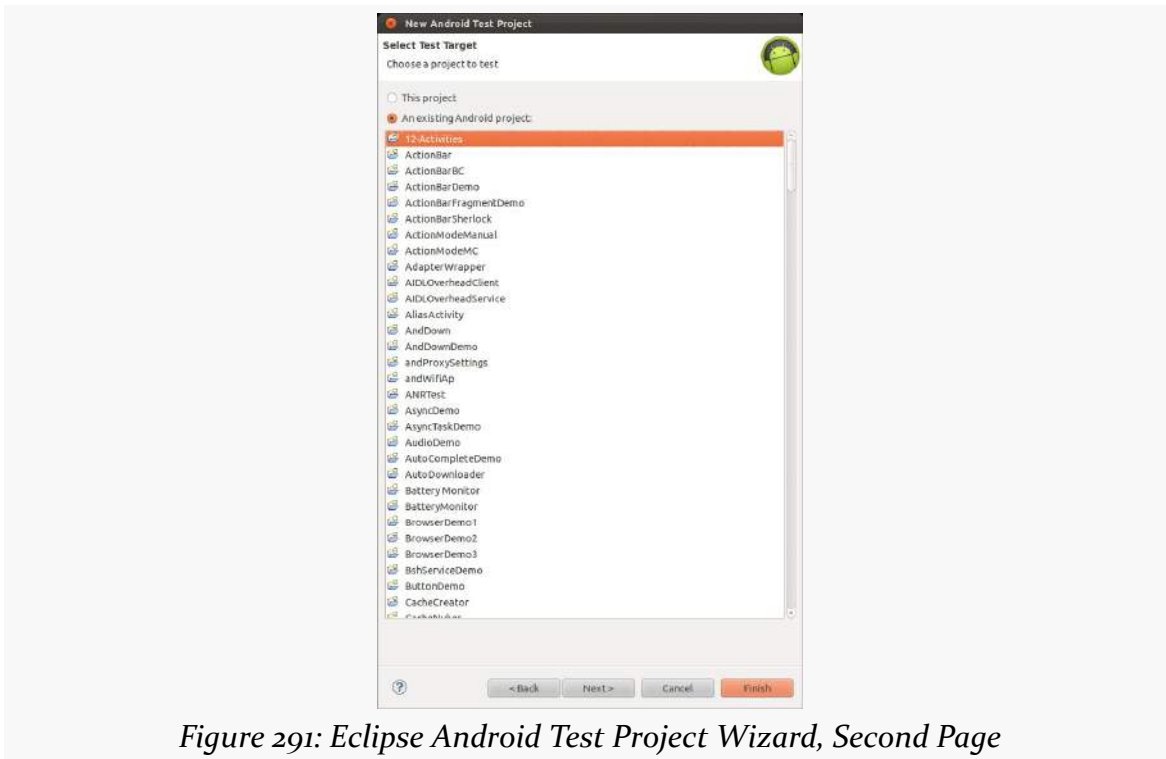 New Android Test Project
Select Test Target
Choose a project to test
This project
An existing Android project:
12-Activities
ActionBar
ActionBarBC
ActionBarDemo
ActionBarFragmentDemo
ActionBarSherlock
ActionModeManual
ActionModeMC
AdapterWrapper
AIDLOverheadClient
AIDLOverheadService
AliasActivity
AndDown
AndDownDemo
andProxySettings
andWifiAp
ANRTest
AsyncDemo
AsyncTaskDemo
AudioDemo
AutoCompleteDemo
AutoDownloader
Battery Monitor
BatteryMonitor
BrowserDemo1
BrowserDemo2
BrowserDemo3
BshServiceDemo
ButtonDemo
CacheCreator
?
< Back
Next >
Cancel
Finish
Figure 291: Eclipse Android Test Project Wizard, Second Page